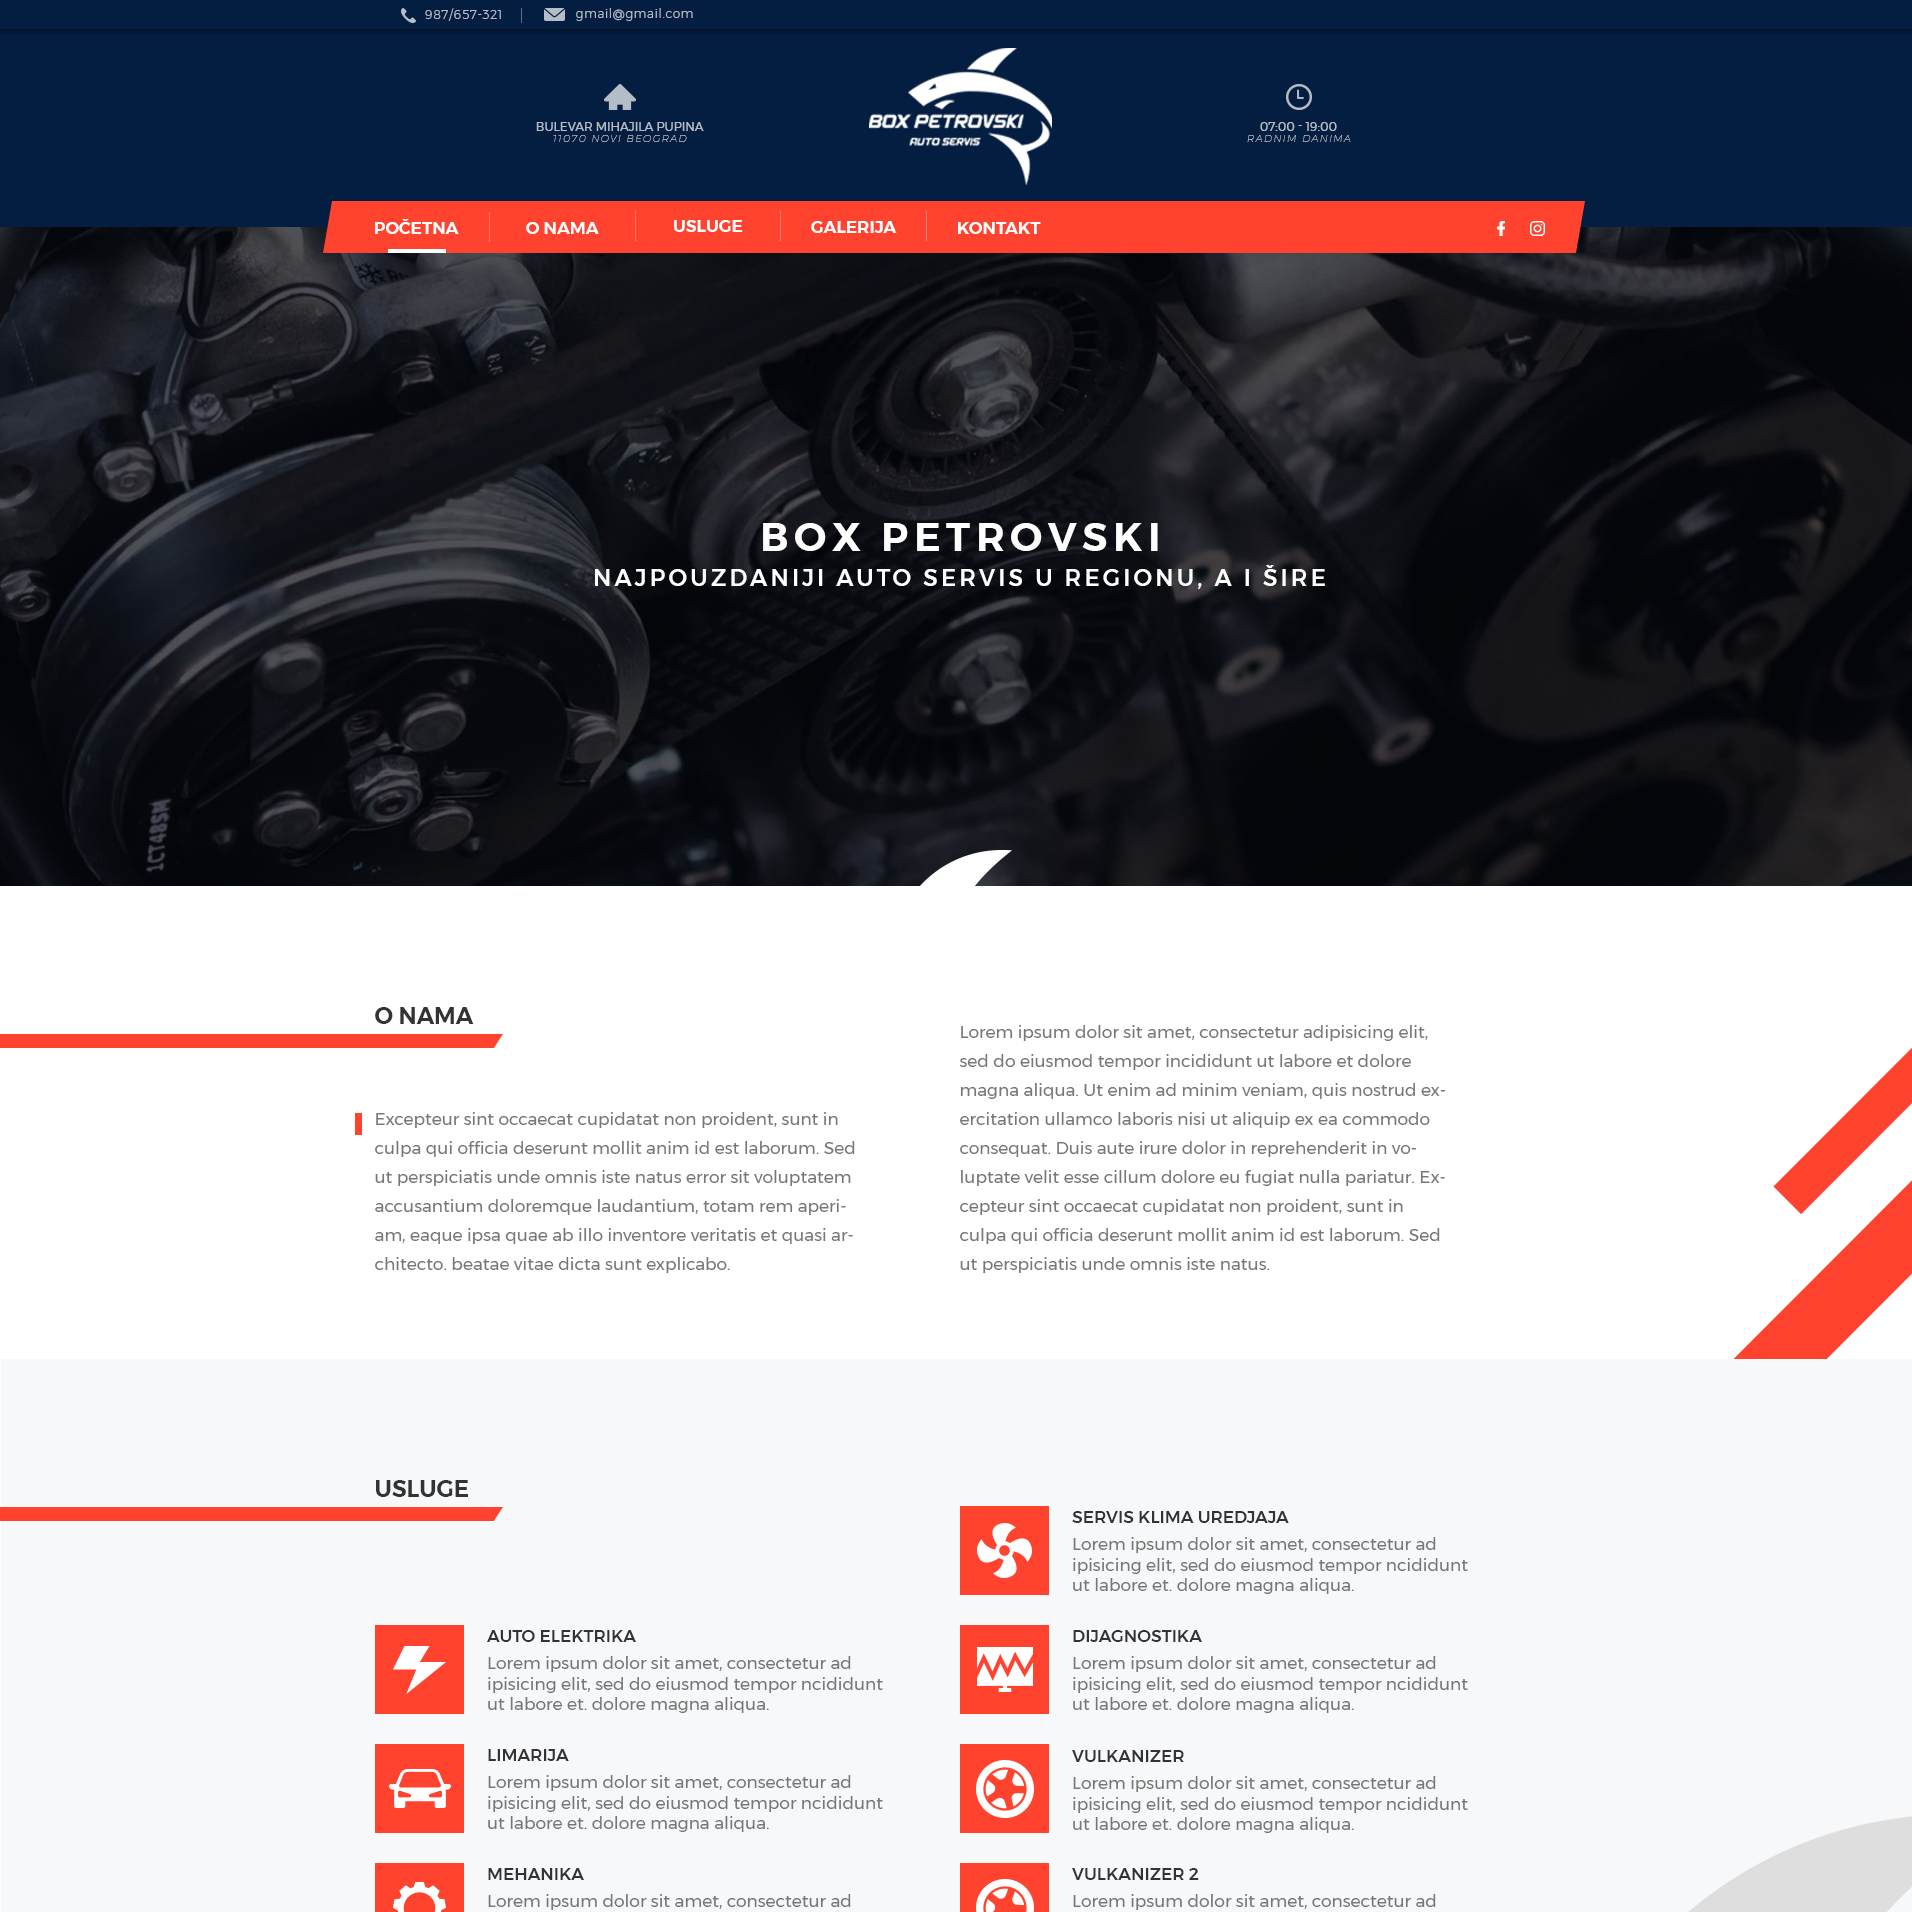 987/657-321
gmail@gmail.com
BULEVAR MIHAJILA PUPINA
11070 NOVI BEOGRAD
BOX PETROVSKI
AUTO SERVIS
07:00 - 19:00
RADNIM DANIMA
POČETNA
O NAMA
USLUGE
GALERIJA
KONTAKT
BOX PETROVSKI
NAJPOUZDANIJI AUTO SERVIS U REGIONU, A I ŠIRE
1CT48SM
O NAMA
Excepteur sint occaecat cupidatat non proident, sunt in
culpa qui officia deserunt mollit anim id est laborum. Sed
ut perspiciatis unde omnis iste natus error sit voluptatem
accusantium doloremque laudantium, totam rem aperi-
am, eaque ipsa quae ab illo inventore veritatis et quasi ar-
chitecto. beatae vitae dicta sunt explicabo.
Lorem ipsum dolor sit amet, consectetur adipisicing elit,
sed do eiusmod tempor incididunt ut labore et dolore
magna aliqua. Ut enim ad minim veniam, quis nostrud ex-
ercitation ullamco laboris nisi ut aliquip ex ea commodo
consequat. Duis aute irure dolor in reprehenderit in vo-
luptate velit esse cillum dolore eu fugiat nulla pariatur. Ex-
cepteur sint occaecat cupidatat non proident, sunt in
culpa qui officia deserunt mollit anim id est laborum. Sed
ut perspiciatis unde omnis iste natus.
USLUGE
AUTO ELEKTRIKA
Lorem ipsum dolor sit amet, consectetur ad
ipisicing elit, sed do eiusmod tempor ncididunt
ut labore et. dolore magna aliqua.
LIMARIJA
Lorem ipsum dolor sit amet, consectetur ad
ipisicing elit, sed do eiusmod tempor ncididunt
ut labore et. dolore magna aliqua.
MEHANIKA
Lorem ipsum dolor sit amet, consectetur ad
SERVIS KLIMA UREDJAJA
Lorem ipsum dolor sit amet, consectetur ad
ipisicing elit, sed do eiusmod tempor ncididunt
ut labore et. dolore magna aliqua.
DIJAGNOSTIKA
Lorem ipsum dolor sit amet, consectetur ad
ipisicing elit, sed do eiusmod tempor ncididunt
ut labore et. dolore magna aliqua.
VULKANIZER
Lorem ipsum dolor sit amet, consectetur ad
ipisicing elit, sed do eiusmod tempor ncididunt
ut labore et. dolore magna aliqua.
VULKANIZER 2
Lorem ipsum dolor sit amet, consectetur ad